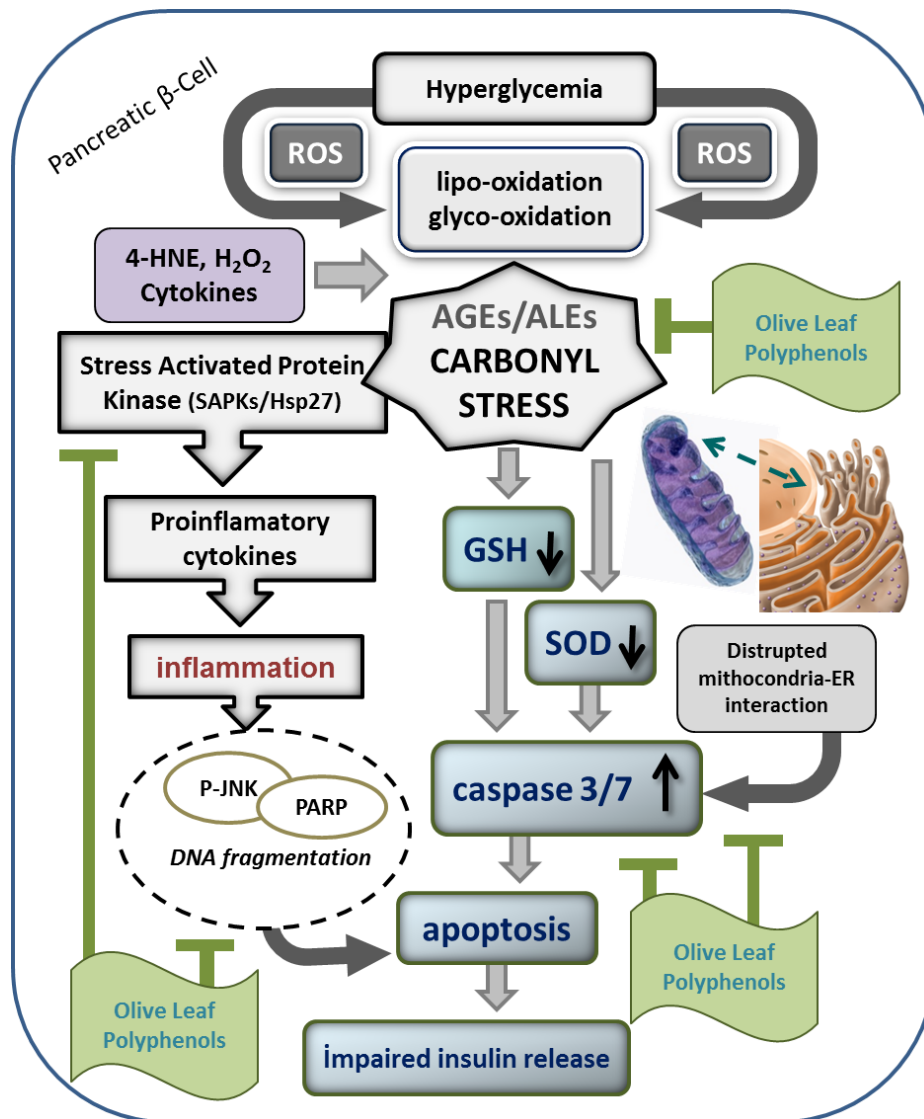 Pancreatic β-Cell
Hyperglycemia
ROS
ROS
lipo-oxidation
glyco-oxidation
4-HNE, H₂O₂
Cytokines
AGEs/ALEs
CARBONYL
STRESS
Olive Leaf
Polyphenols
Stress Activated Protein
Kinase (SAPKs/Hsp27)
Proinflamatory
cytokines
GSH
SOD
inflammation
Distrupted
mithocondria-ER
interaction
P-JNK
PARP
DNA fragmentation
caspase 3/7
apoptosis
Olive Leaf
Polyphenols
Olive Leaf
Polyphenols
İmpaired insulin release